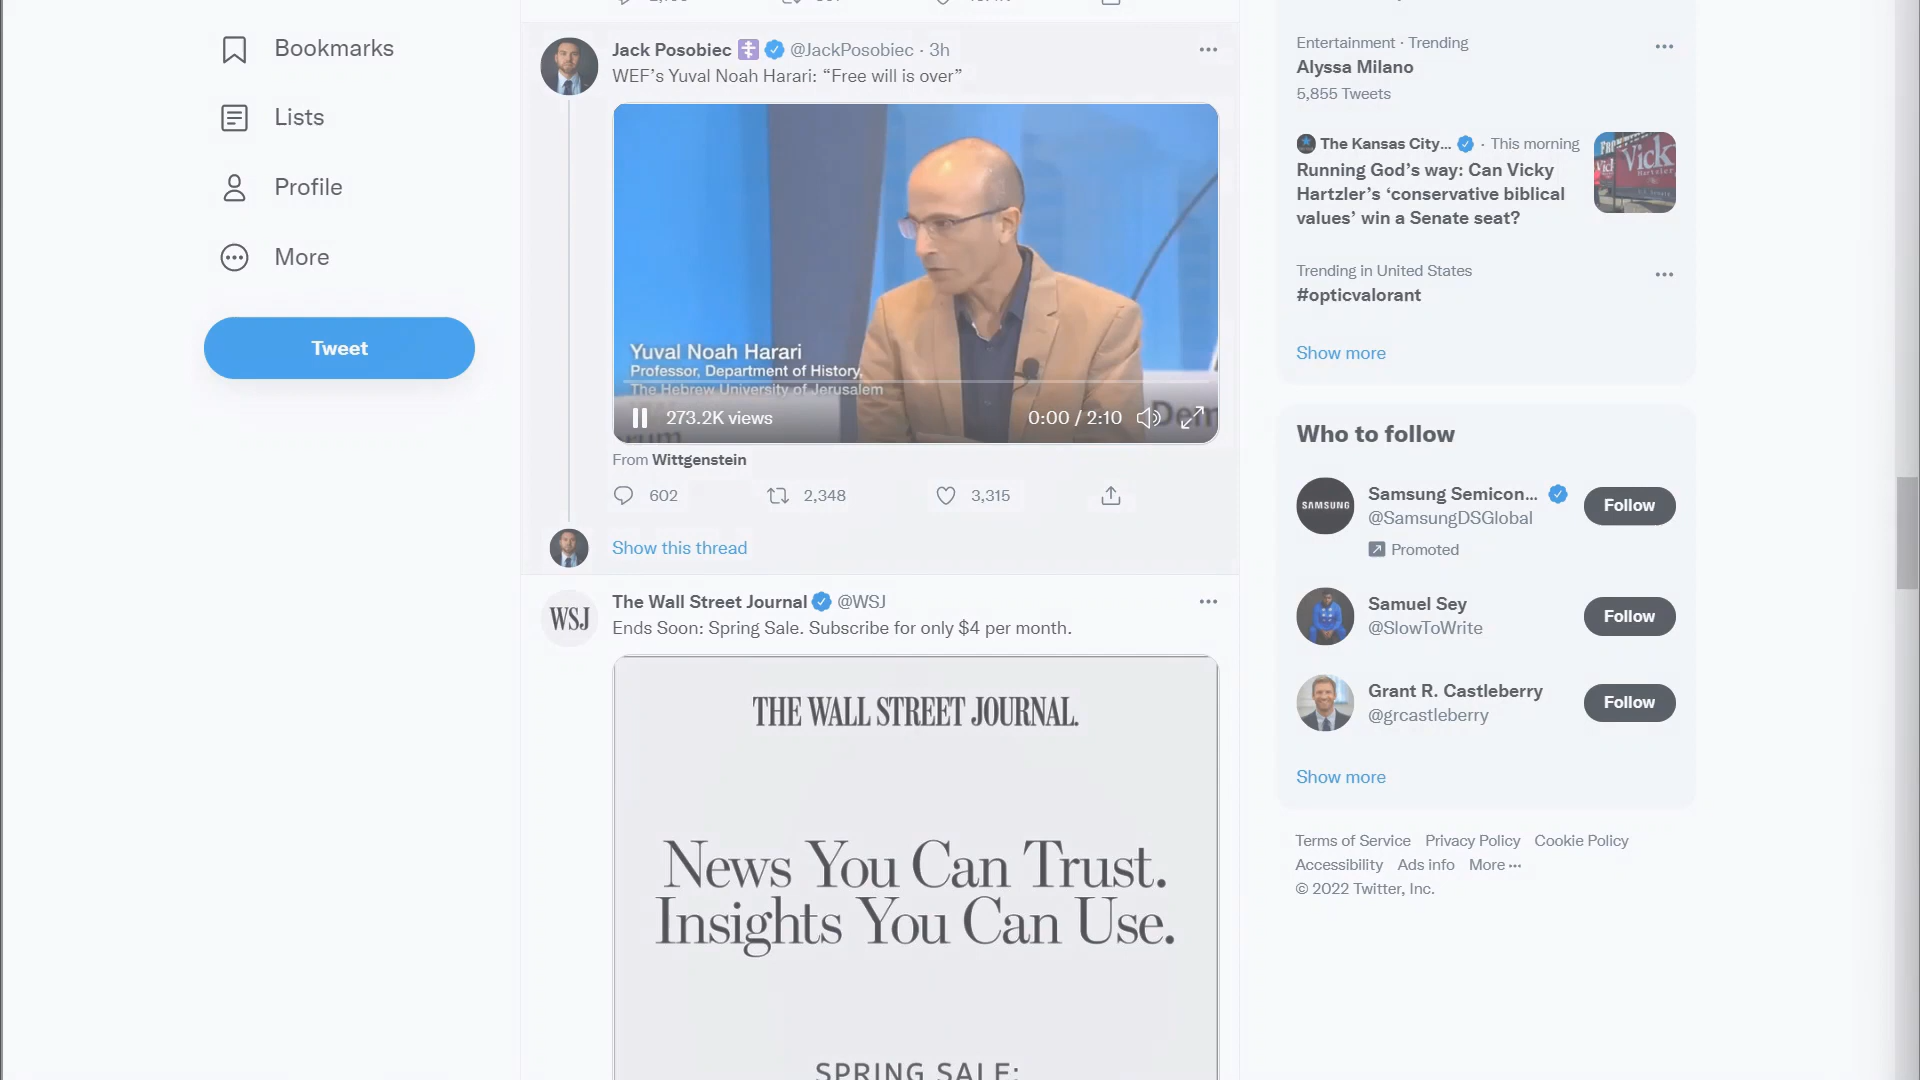 Bookmarks
Lists
Profile
More
Tweet
Jack Posobiec @JackPosobiec · 3h
WEF’s Yuval Noah Harari: “Free will is over”
Yuval Noah Harari
Professor, Department of History,
The Hebrew University of Jerusalem
273.2K views
0:00 / 2:10
From Wittgenstein
602 2,348 3,315
Show this thread
WSJ
The Wall Street Journal @WSJ
Ends Soon: Spring Sale. Subscribe for only $4 per month.
THE WALL STREET JOURNAL.
News You Can Trust.
Insights You Can Use.
SPRING SALE:
Entertainment · Trending
Alyssa Milano
5,855 Tweets
The Kansas City... · This morning
Running God’s way: Can Vicky
Hartzler’s ‘conservative biblical
values’ win a Senate seat?
Vick
Trending in United States
#opticvalorant
Show more
Who to follow
SAMSUNG
Samsung Semicon...
@SamsungDSGlobal
Promoted
Follow
Samuel Sey
@SlowToWrite
Follow
Grant R. Castleberry
@grcastleberry
Follow
Show more
Terms of Service Privacy Policy Cookie Policy
Accessibility Ads info More ···
© 2022 Twitter, Inc.